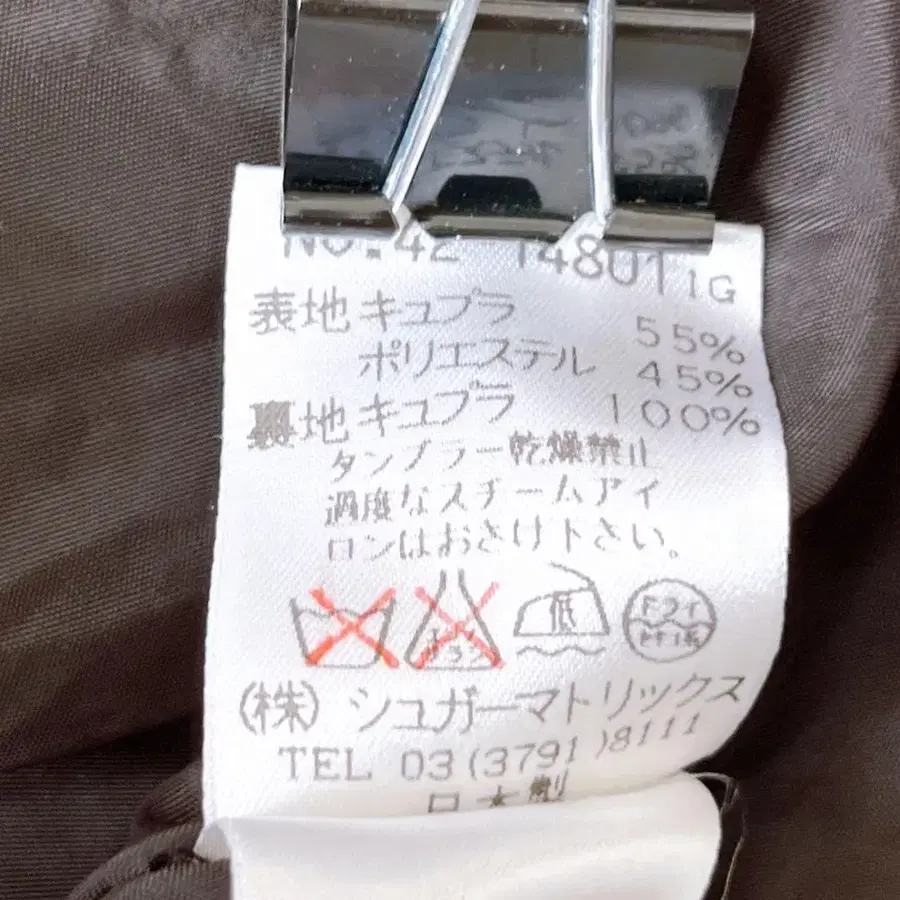 NO.42 14801 1G
表地 キュプラ 55%
ポリエステル 45%
裏地 キュプラ 100%
タンブラー乾燥禁止
過度なスチームアイ
ロンはおさけ下さい。
低 ドライ
(株) シュガーマトリックス
TEL 03(3791)8111
日本製